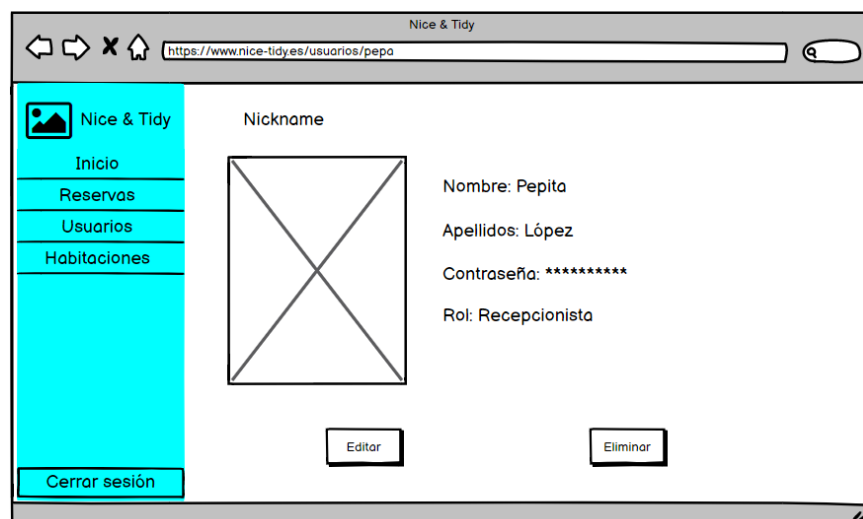 Nice & Tidy
https://www.nice-tidy.es/usuarios/pepa
Nice & Tidy
Inicio
Reservas
Usuarios
Habitaciones
Cerrar sesión
Nickname
Nombre: Pepita
Apellidos: López
Contraseña: **********
Rol: Recepcionista
Editar
Eliminar